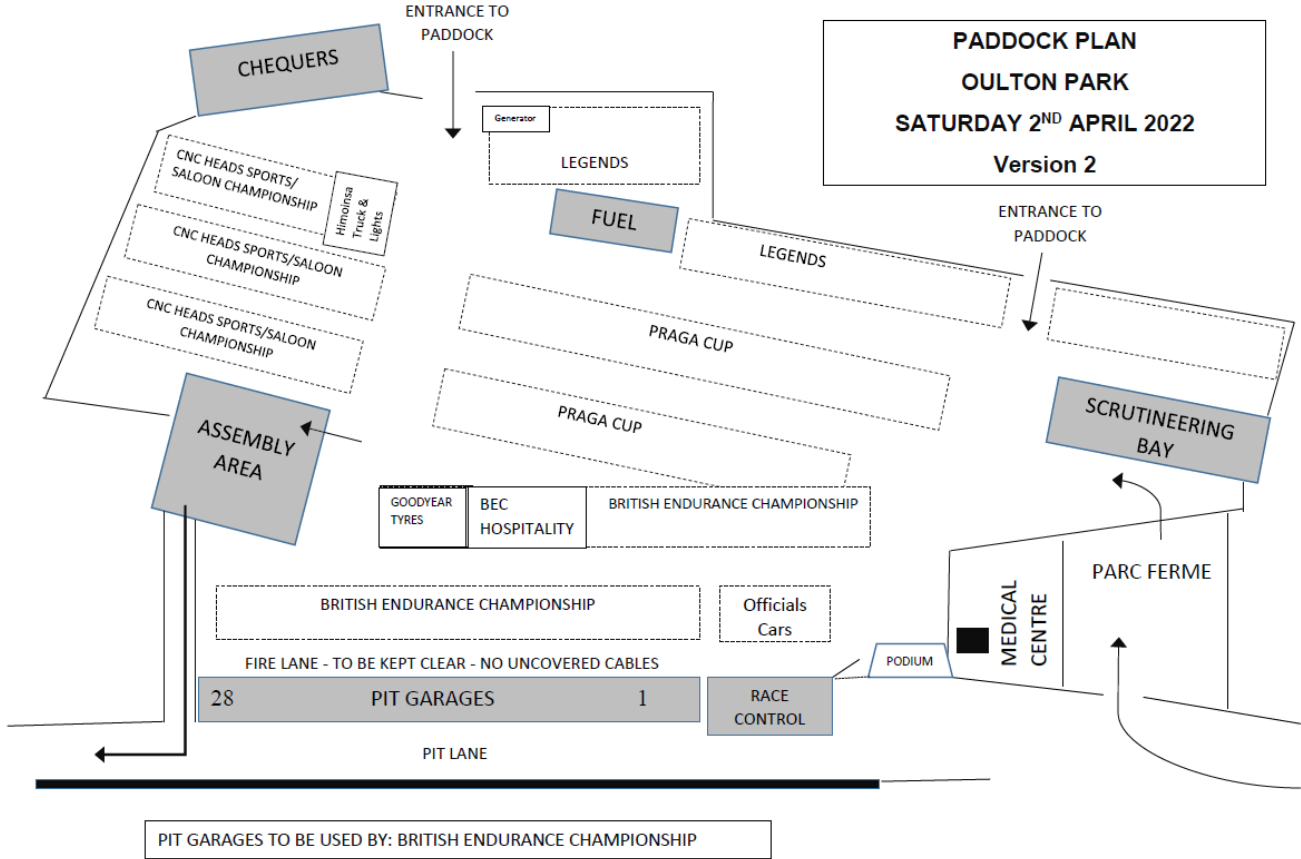 ENTRANCE TO
PADDOCK
PADDOCK PLAN
OULTON PARK
SATURDAY 2ND APRIL 2022
Version 2
CHEQUERS
Generator
LEGENDS
CNC HEADS SPORTS/
SALOON CHAMPIONSHIP
Himoinsa
Truck &
Lights
FUEL
ENTRANCE TO
PADDOCK
LEGENDS
CNC HEADS SPORTS/SALOON
CHAMPIONSHIP
CNC HEADS SPORTS/SALOON
CHAMPIONSHIP
PRAGA CUP
PRAGA CUP
ASSEMBLY
AREA
SCRUTINEERING
BAY
GOODYEAR
TYRES
BEC
HOSPITALITY
BRITISH ENDURANCE CHAMPIONSHIP
PARC FERME
MEDICAL
CENTRE
BRITISH ENDURANCE CHAMPIONSHIP
Officials
Cars
FIRE LANE - TO BE KEPT CLEAR - NO UNCOVERED CABLES
PODIUM
28 PIT GARAGES 1
RACE
CONTROL
PIT LANE
PIT GARAGES TO BE USED BY: BRITISH ENDURANCE CHAMPIONSHIP